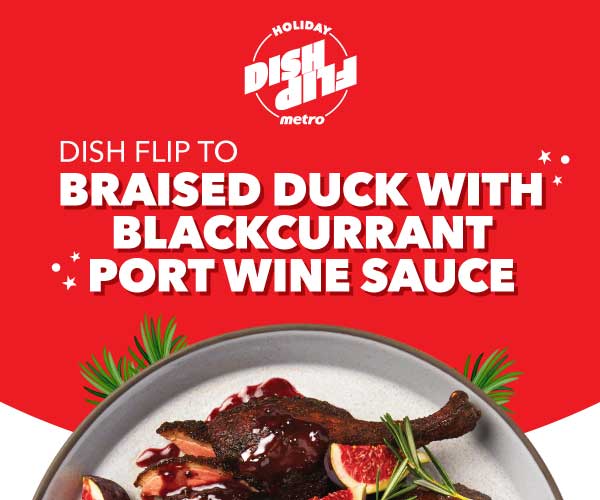 HOLIDAY
DISH
FLIP
metro
DISH FLIP TO
BRAISED DUCK WITH
BLACKCURRANT
PORT WINE SAUCE